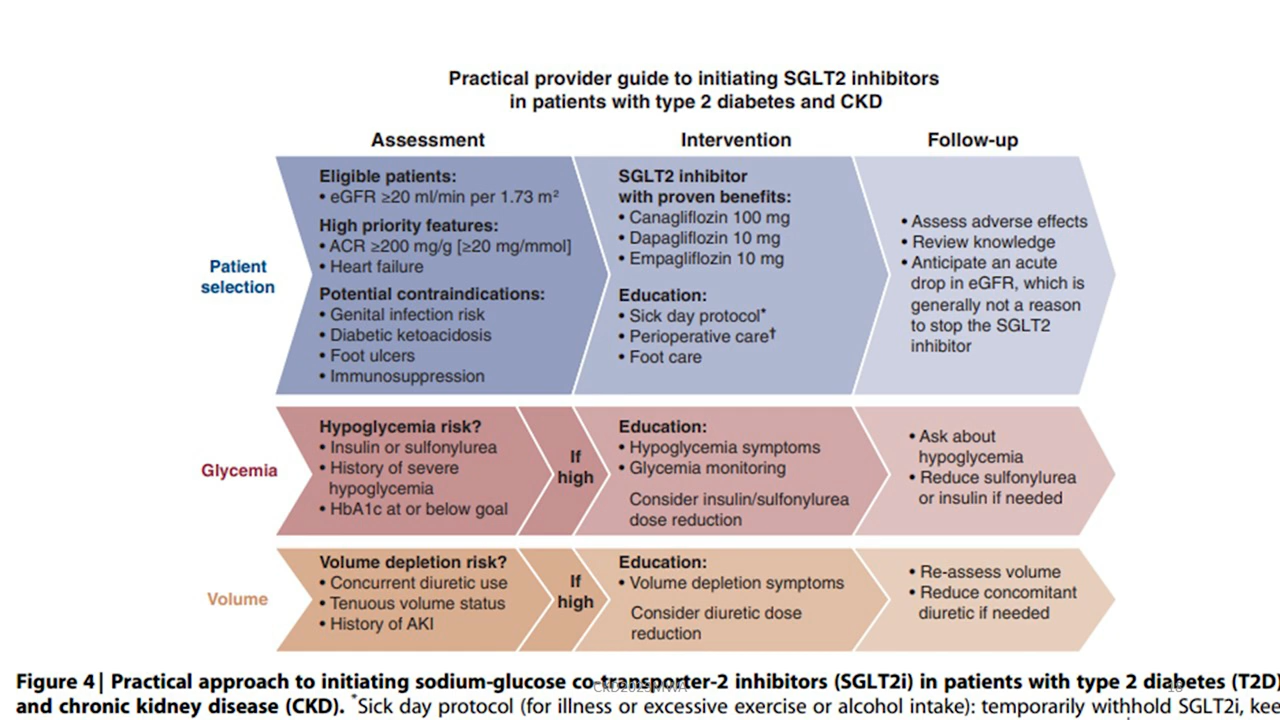 Practical provider guide to initiating SGLT2 inhibitors
in patients with type 2 diabetes and CKD
Assessment
Intervention
Follow-up
Patient
selection
Eligible patients:
• eGFR ≥20 ml/min per 1.73 m²
High priority features:
• ACR ≥200 mg/g [≥20 mg/mmol]
• Heart failure
Potential contraindications:
• Genital infection risk
• Diabetic ketoacidosis
• Foot ulcers
• Immunosuppression
SGLT2 inhibitor
with proven benefits:
• Canagliflozin 100 mg
• Dapagliflozin 10 mg
• Empagliflozin 10 mg
Education:
• Sick day protocol*
• Perioperative care†
• Foot care
• Assess adverse effects
• Review knowledge
• Anticipate an acute
drop in eGFR, which is
generally not a reason
to stop the SGLT2
inhibitor
Glycemia
Hypoglycemia risk?
• Insulin or sulfonylurea
• History of severe
hypoglycemia
• HbA1c at or below goal
If
high
Education:
• Hypoglycemia symptoms
• Glycemia monitoring
Consider insulin/sulfonylurea
dose reduction
• Ask about
hypoglycemia
• Reduce sulfonylurea
or insulin if needed
Volume
Volume depletion risk?
• Concurrent diuretic use
• Tenuous volume status
• History of AKI
If
high
Education:
• Volume depletion symptoms
Consider diuretic dose
reduction
• Re-assess volume
• Reduce concomitant
diuretic if needed
Figure 4 | Practical approach to initiating sodium-glucose co-transporter-2 inhibitors (SGLT2i) in patients with type 2 diabetes (T2D)
and chronic kidney disease (CKD). *Sick day protocol (for illness or excessive exercise or alcohol intake): temporarily withhold SGLT2i, kee